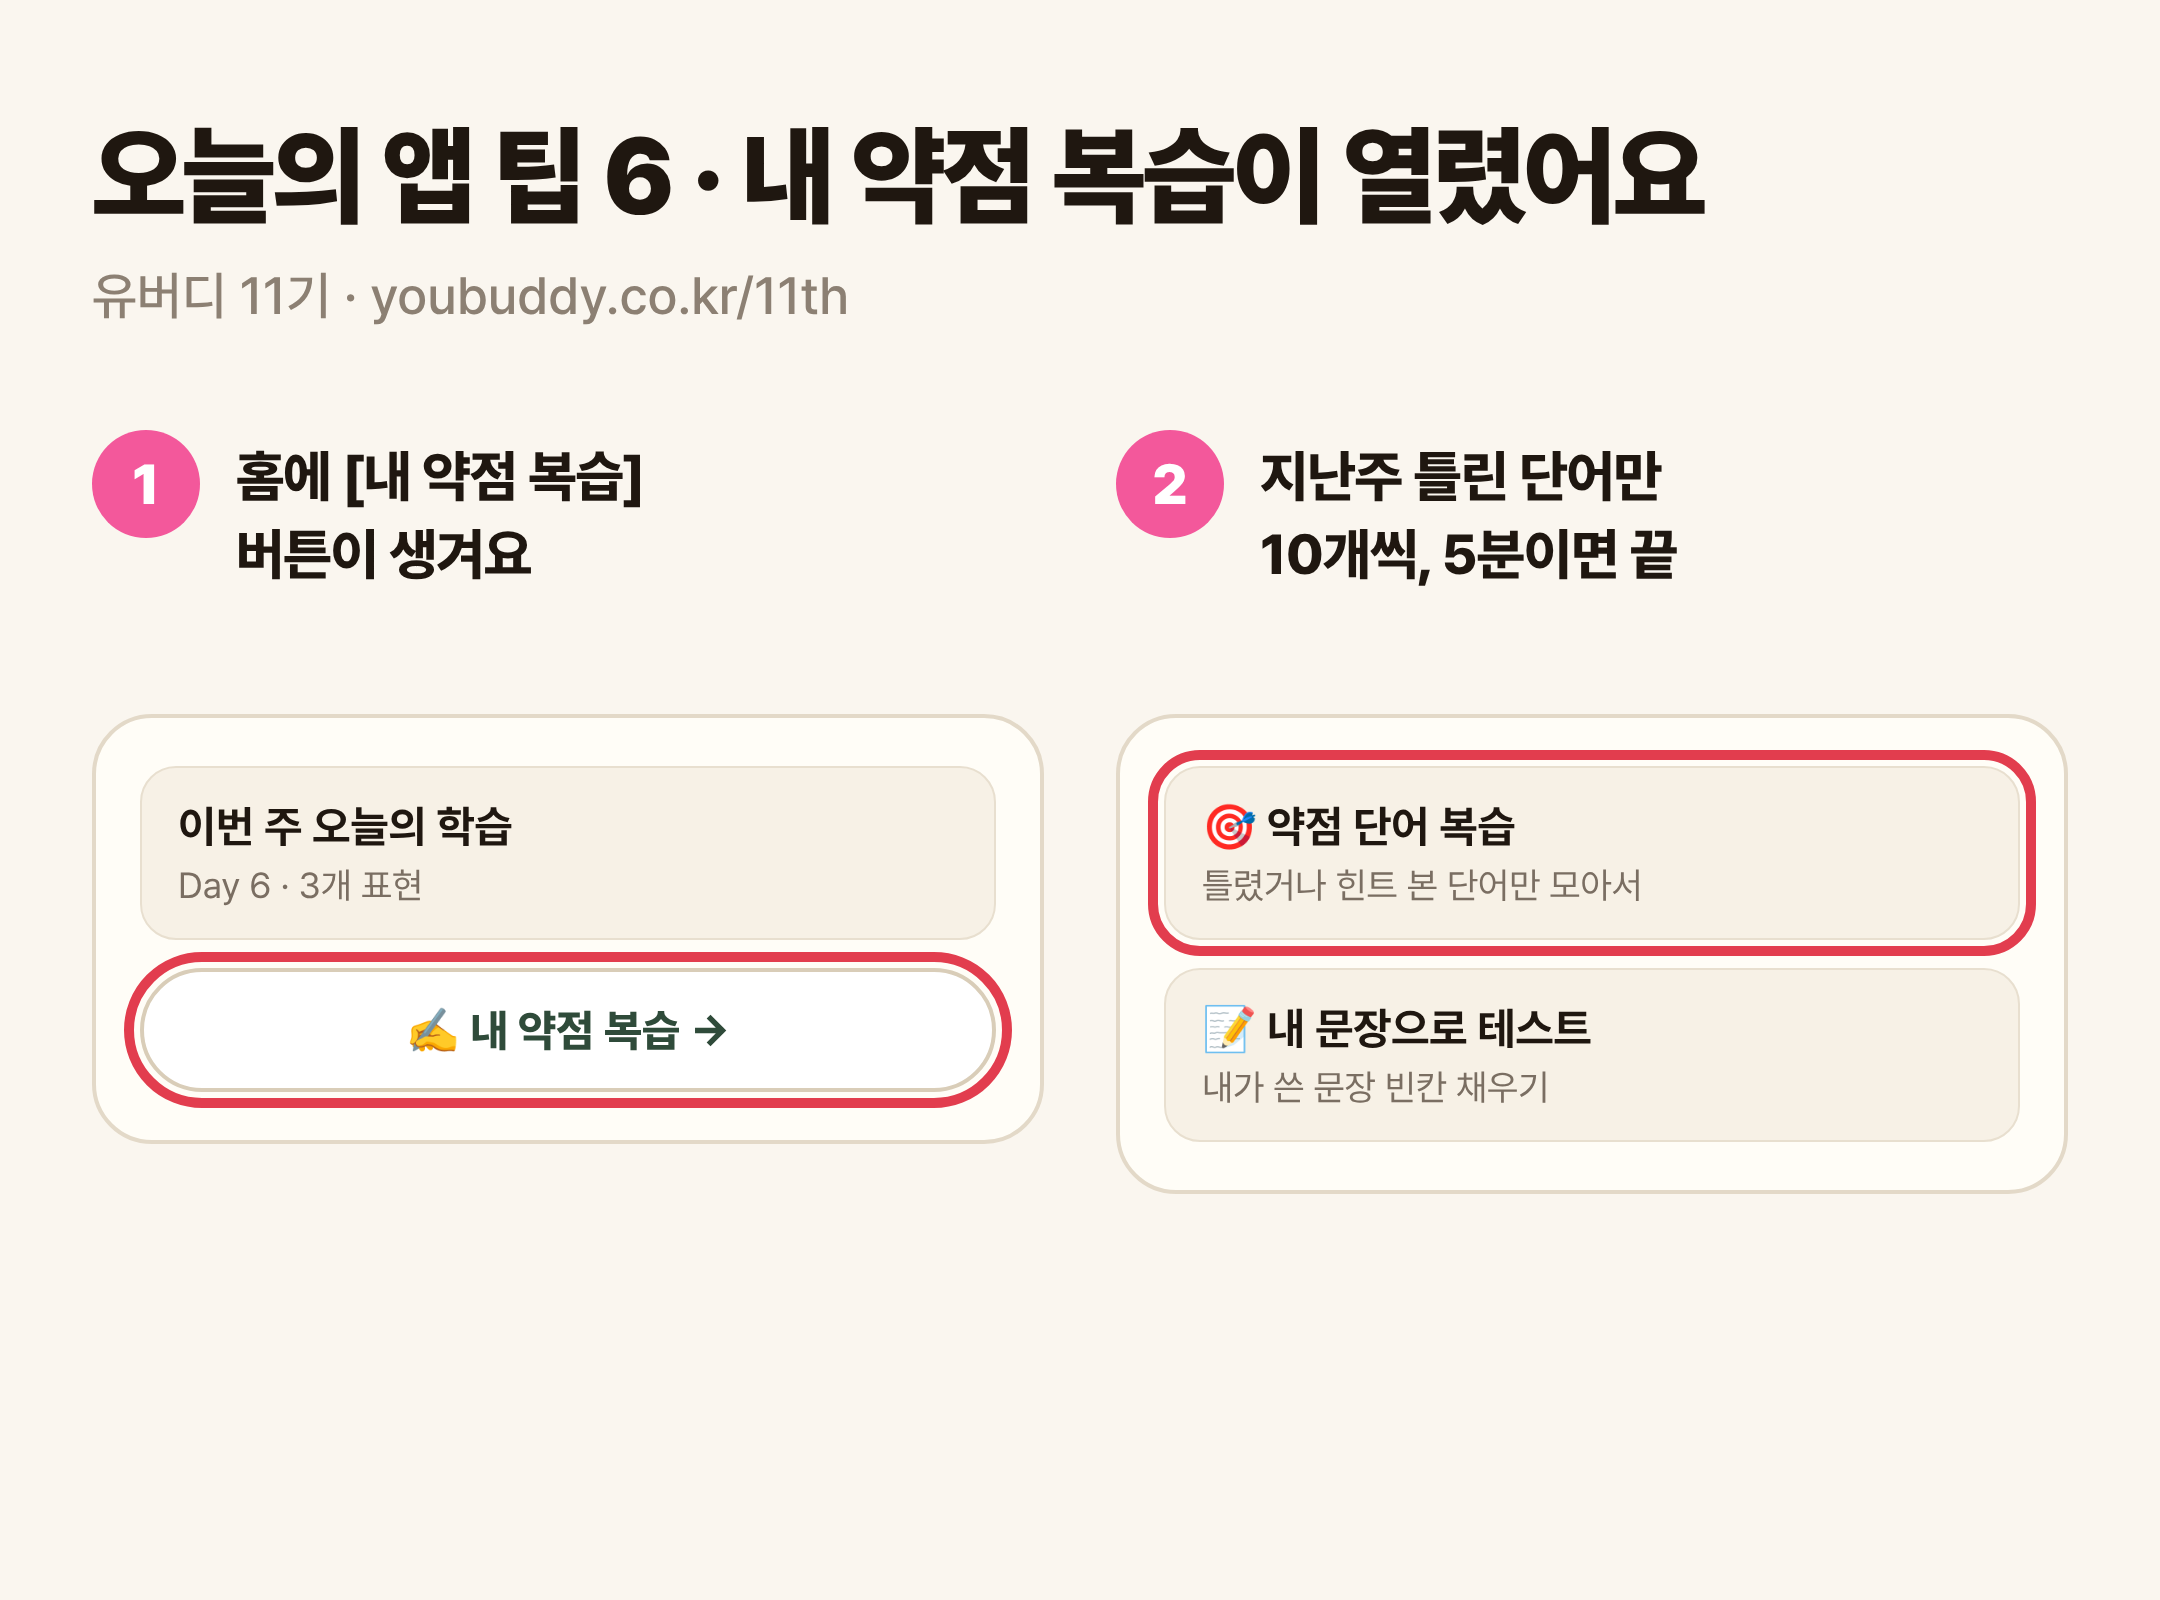 오늘의 앱 팁 6 · 내 약점 복습이 열렸어요
유버디 11기 · youbuddy.co.kr/11th
1
홈에 [내 약점 복습]
버튼이 생겨요
이번 주 오늘의 학습
Day 6 · 3개 표현
✍️ 내 약점 복습 →
2
지난주 틀린 단어만
10개씩, 5분이면 끝
🎯 약점 단어 복습
틀렸거나 힌트 본 단어만 모아서
📝 내 문장으로 테스트
내가 쓴 문장 빈칸 채우기